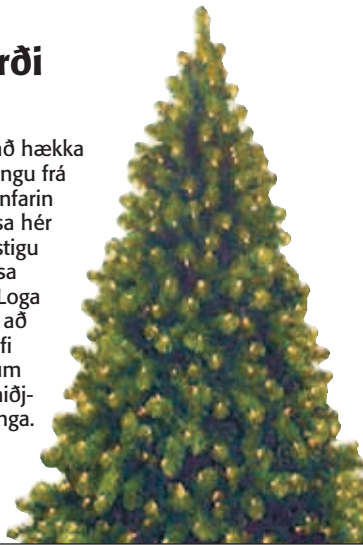 rði
að hækka
ngu frá
nfarin
sa hér
stigu
sa
Loga
að
fi
um
niðj-
nga.